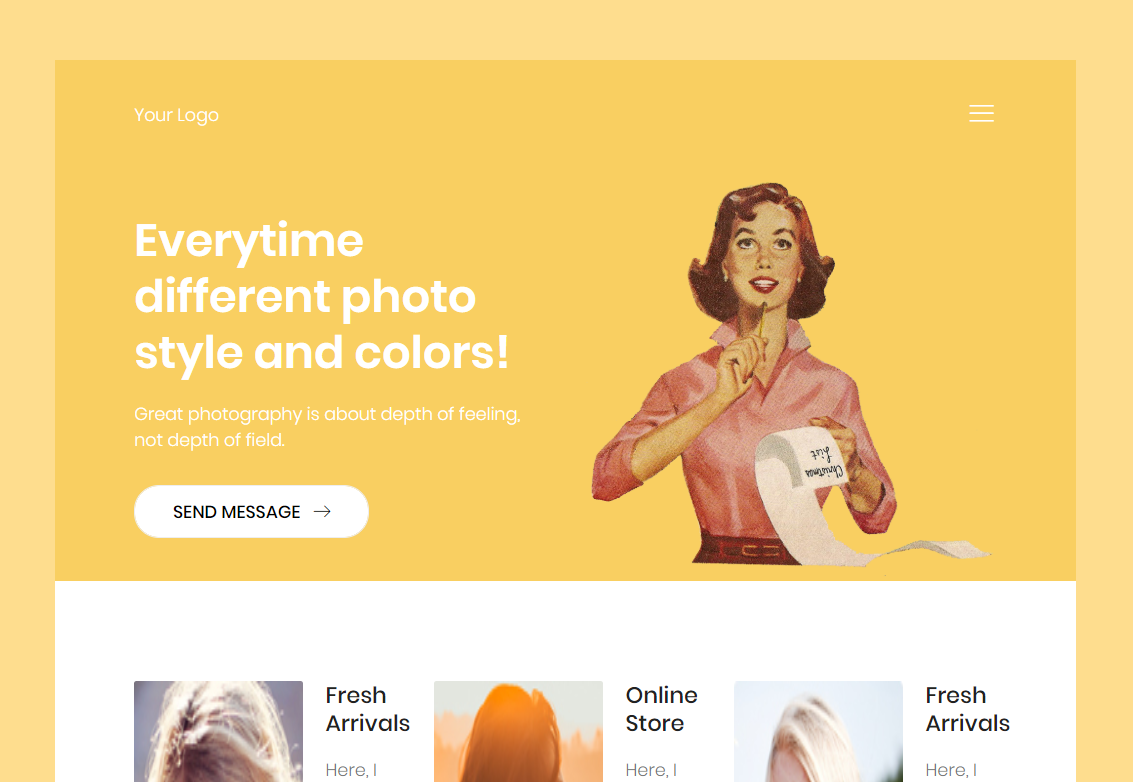 Your Logo
Everytime
different photo
style and colors!
Great photography is about depth of feeling,
not depth of field.
SEND MESSAGE
Christmas
List
Fresh
Arrivals
Here, I
Online
Store
Here, I
Fresh
Arrivals
Here, I